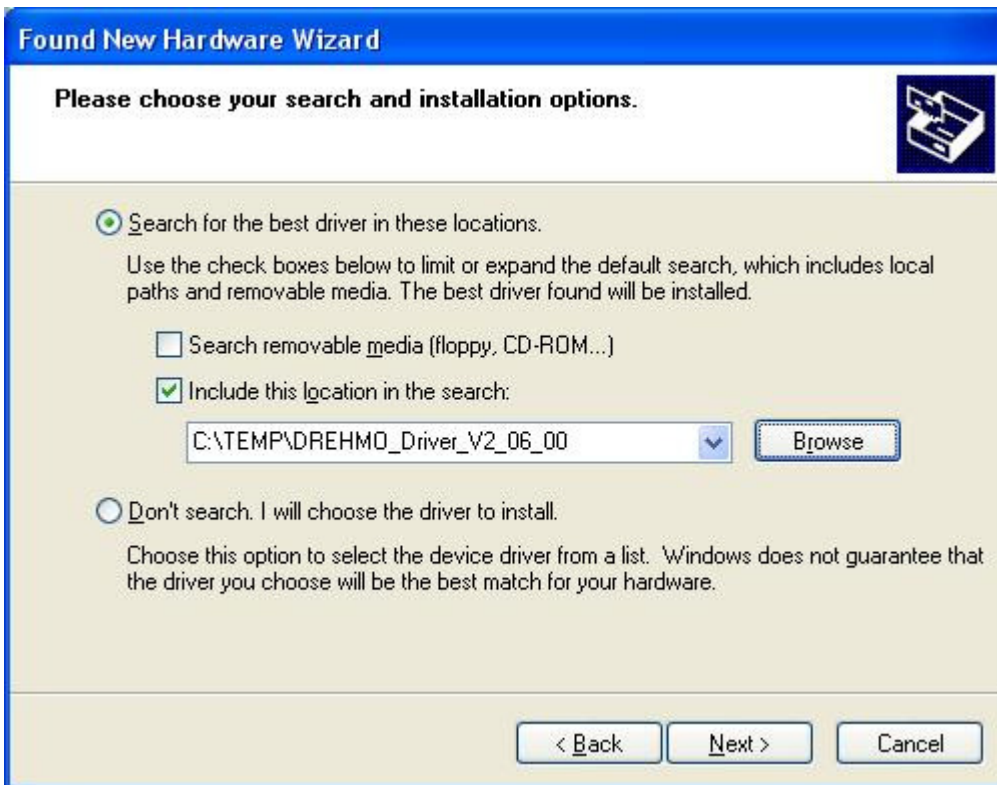 Found New Hardware Wizard
Please choose your search and installation options.
Search for the best driver in these locations.
Use the check boxes below to limit or expand the default search, which includes local
paths and removable media. The best driver found will be installed.
Search removable media (floppy, CD-ROM...)
Include this location in the search:
C:\TEMP\DREHMO_Driver_V2_06_00
Browse
Don't search. I will choose the driver to install.
Choose this option to select the device driver from a list. Windows does not guarantee that
the driver you choose will be the best match for your hardware.
< Back Next > Cancel